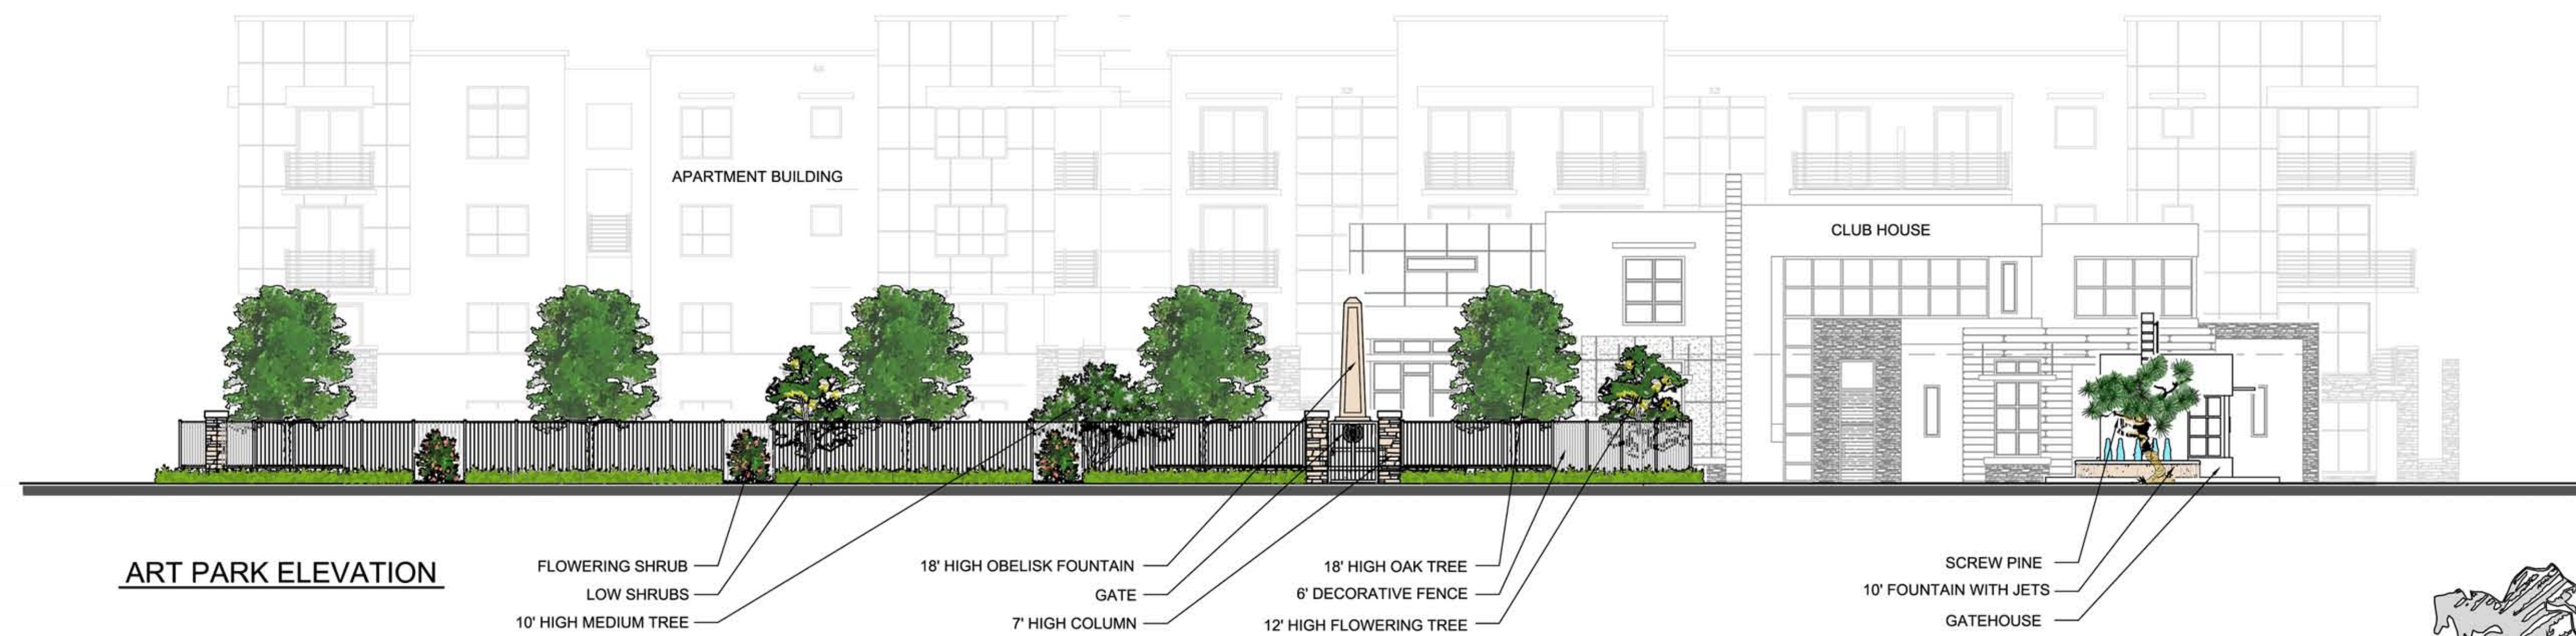 APARTMENT BUILDING
CLUB HOUSE
ART PARK ELEVATION
FLOWERING SHRUB
LOW SHRUBS
10' HIGH MEDIUM TREE
18' HIGH OBELISK FOUNTAIN
GATE
7' HIGH COLUMN
18' HIGH OAK TREE
6' DECORATIVE FENCE
12' HIGH FLOWERING TREE
SCREW PINE
10' FOUNTAIN WITH JETS
GATEHOUSE